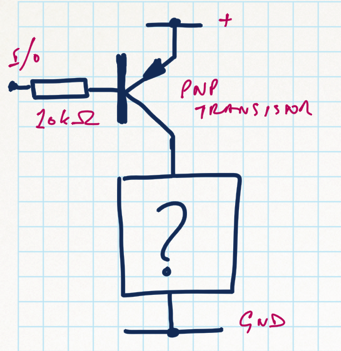 +
I/O
PNP
TRANSISTOR
10kΩ
?
GND